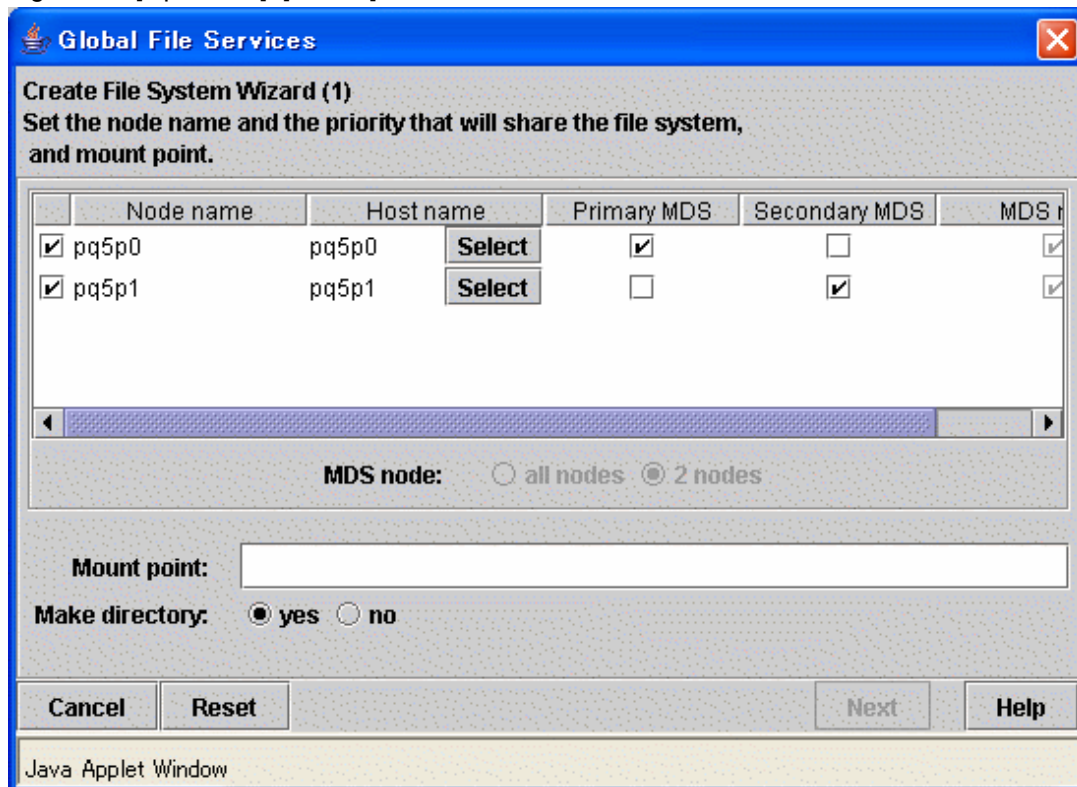 Global File Services
Create File System Wizard (1)
Set the node name and the priority that will share the file system,
and mount point.
Node name Host name Primary MDS Secondary MDS MDS
pq5p0 pq5p0 Select
pq5p1 pq5p1 Select
MDS node: all nodes 2 nodes
Mount point:
Make directory: yes no
Cancel Reset Next Help
Java Applet Window